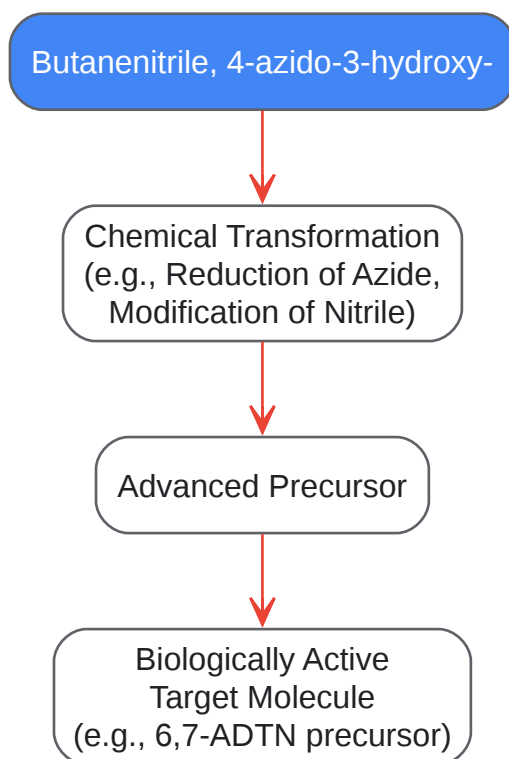 Butanenitrile, 4-azido-3-hydroxy-
Chemical Transformation
(e.g., Reduction of Azide,
Modification of Nitrile)
Advanced Precursor
Biologically Active
Target Molecule
(e.g., 6,7-ADTN precursor)